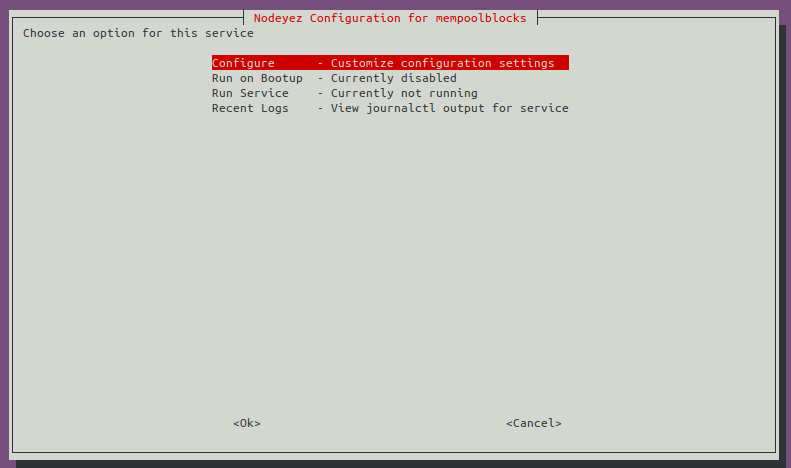 Nodeyez Configuration for mempoolblocks
Choose an option for this service
Configure - Customize configuration settings
Run on Bootup - Currently disabled
Run Service - Currently not running
Recent Logs - View journalctl output for service
<Ok> <Cancel>